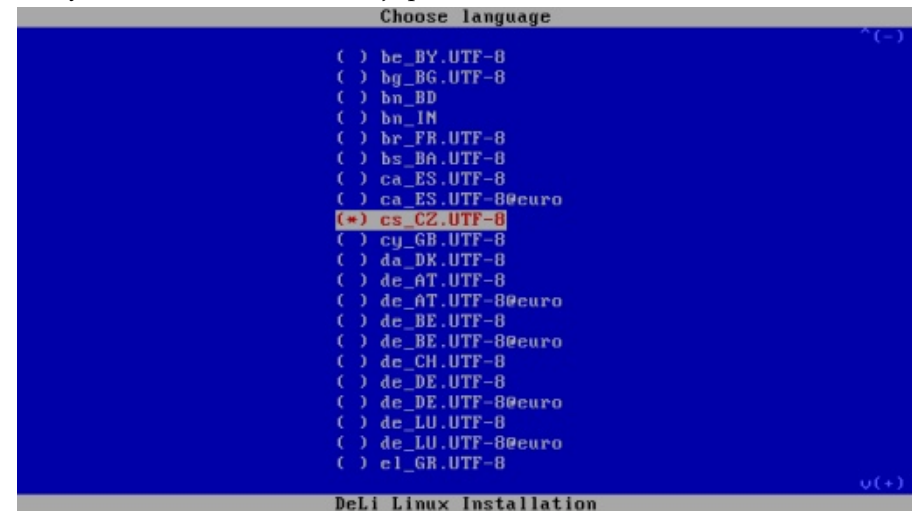 Choose language
^(-)
( ) be_BY.UTF-8
( ) bg_BG.UTF-8
( ) bn_BD
( ) bn_IN
( ) br_FR.UTF-8
( ) bs_BA.UTF-8
( ) ca_ES.UTF-8
( ) ca_ES.UTF-8@euro
(*) cs_CZ.UTF-8
( ) cy_GB.UTF-8
( ) da_DK.UTF-8
( ) de_AT.UTF-8
( ) de_AT.UTF-8@euro
( ) de_BE.UTF-8
( ) de_BE.UTF-8@euro
( ) de_CH.UTF-8
( ) de_DE.UTF-8
( ) de_DE.UTF-8@euro
( ) de_LU.UTF-8
( ) de_LU.UTF-8@euro
( ) el_GR.UTF-8
v(+)
DeLi Linux Installation